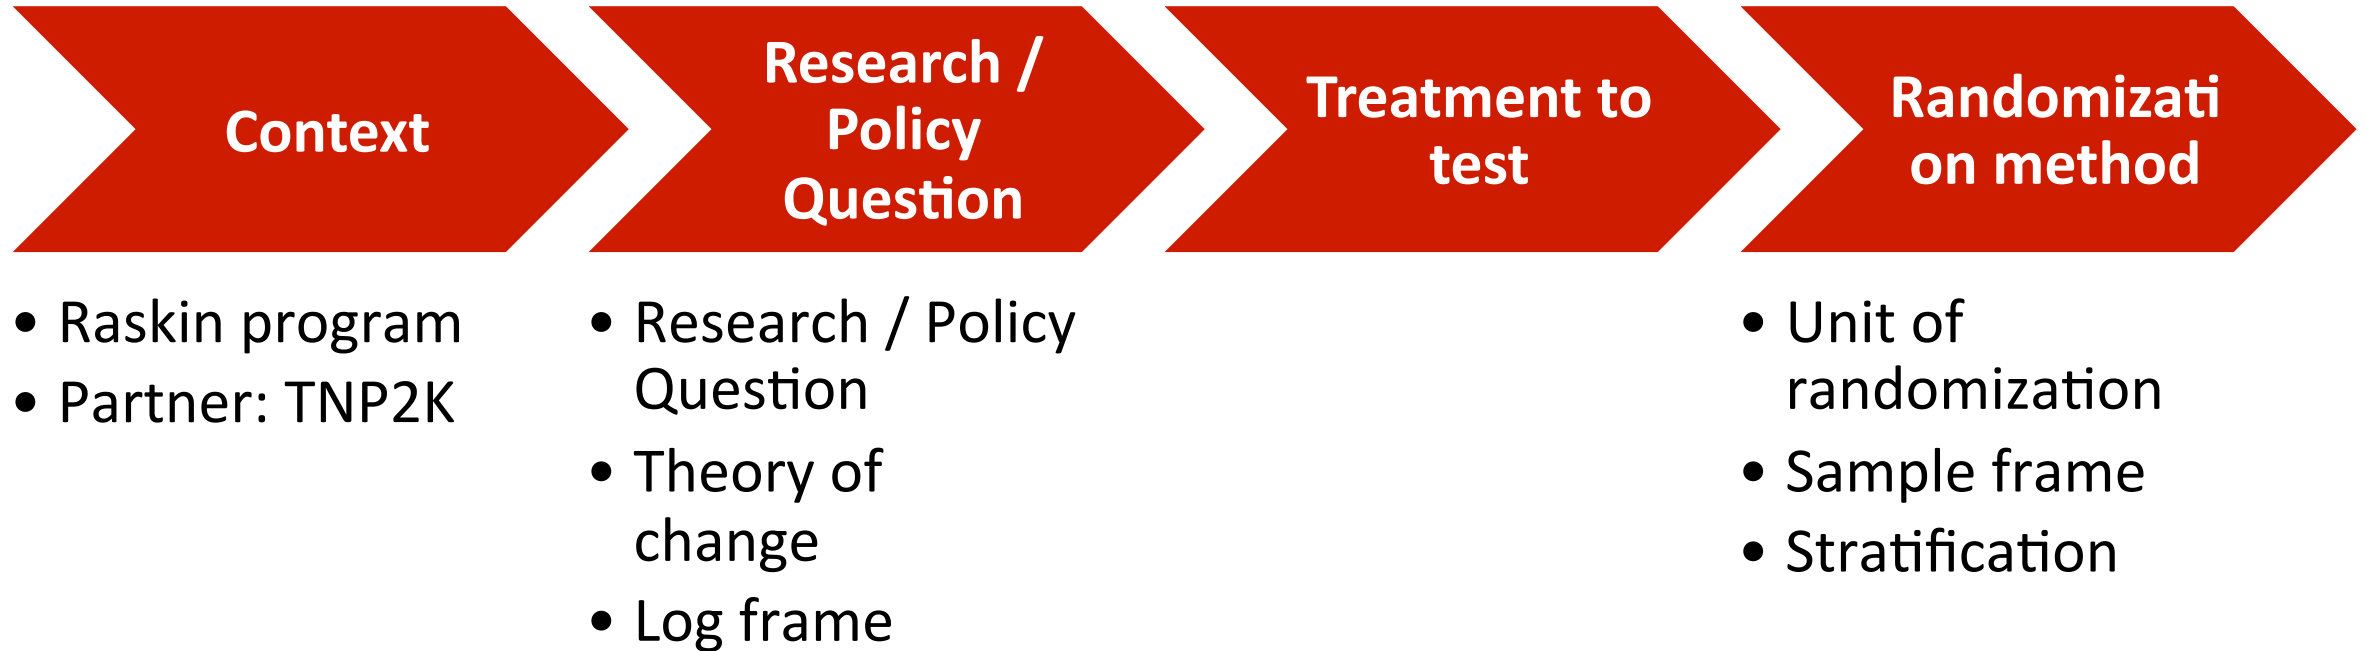 Context
Research /
Policy
Question
Treatment to
test
Randomizati
on method
• Raskin program
• Partner: TNP2K
• Research / Policy
Question
• Theory of
change
• Log frame
• Unit of
randomization
• Sample frame
• Stratification